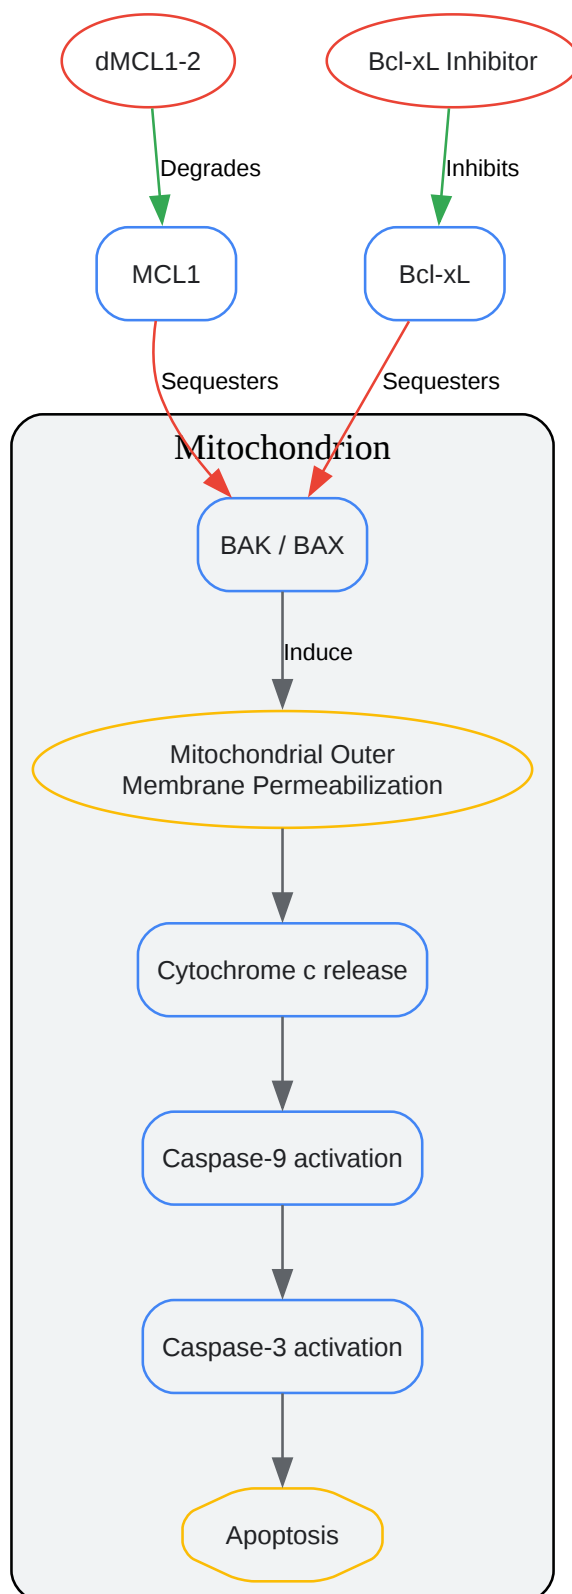 dMCL1-2
Bcl-xL Inhibitor
Degrades
Inhibits
MCL1
Bcl-xL
Sequesters
Sequesters
Mitochondrion
BAK / BAX
Induce
Mitochondrial Outer
Membrane Permeabilization
Cytochrome c release
Caspase-9 activation
Caspase-3 activation
Apoptosis